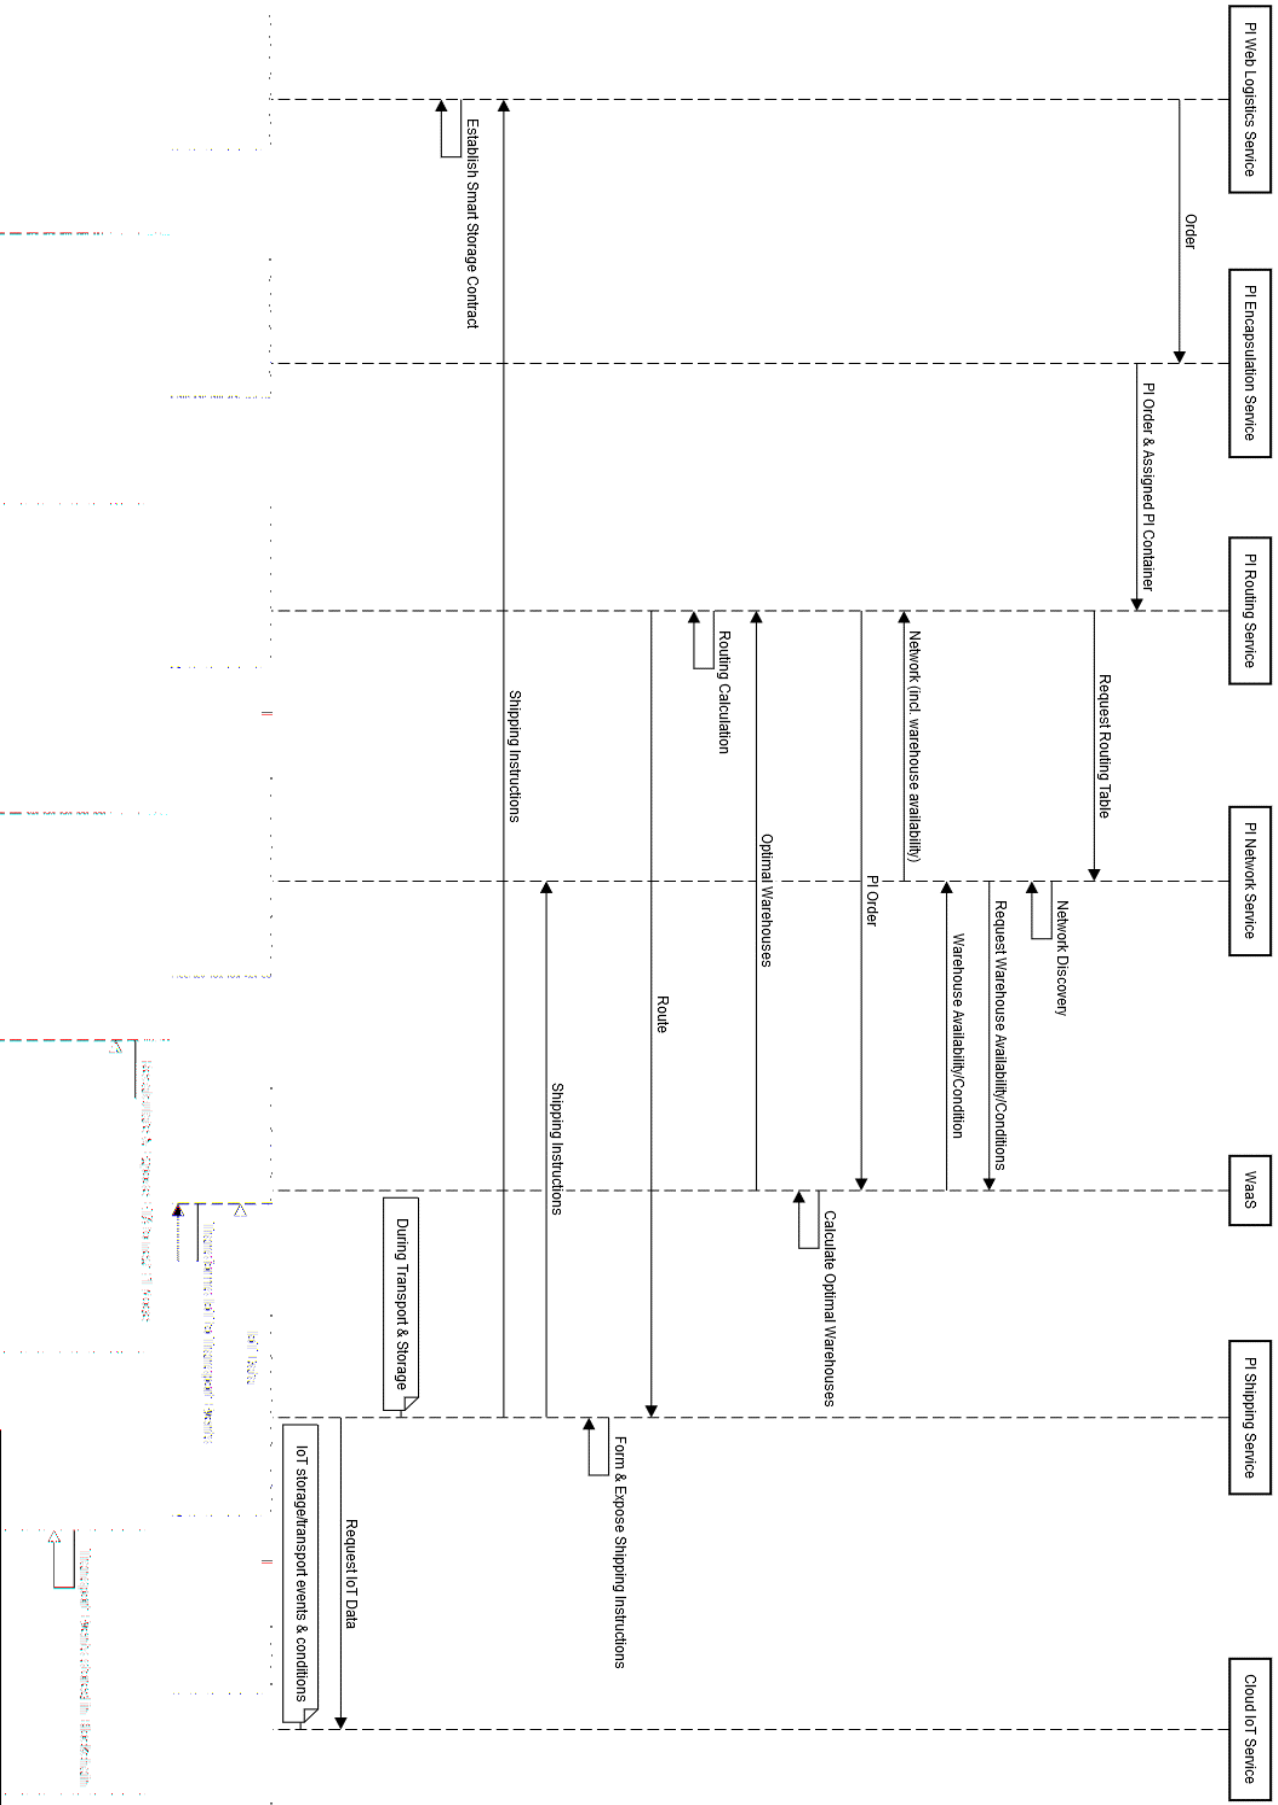 PI Web Logistics Service
PI Encapsulation Service
PI Routing Service
PI Network Service
WaaS
PI Shipping Service
Cloud IoT Service
Order
PI Order & Assigned PI Container
Request Routing Table
Network Discovery
Request Warehouse Availability/Conditions
Warehouse Availability/Condition
Network (incl. warehouse availability)
PI Order
Calculate Optimal Warehouses
Optimal Warehouses
Routing Calculation
Route
Form & Expose Shipping Instructions
Shipping Instructions
Shipping Instructions
Establish Smart Storage Contract
During Transport & Storage
Request IoT Data
IoT storage/transport events & conditions
IoT Data